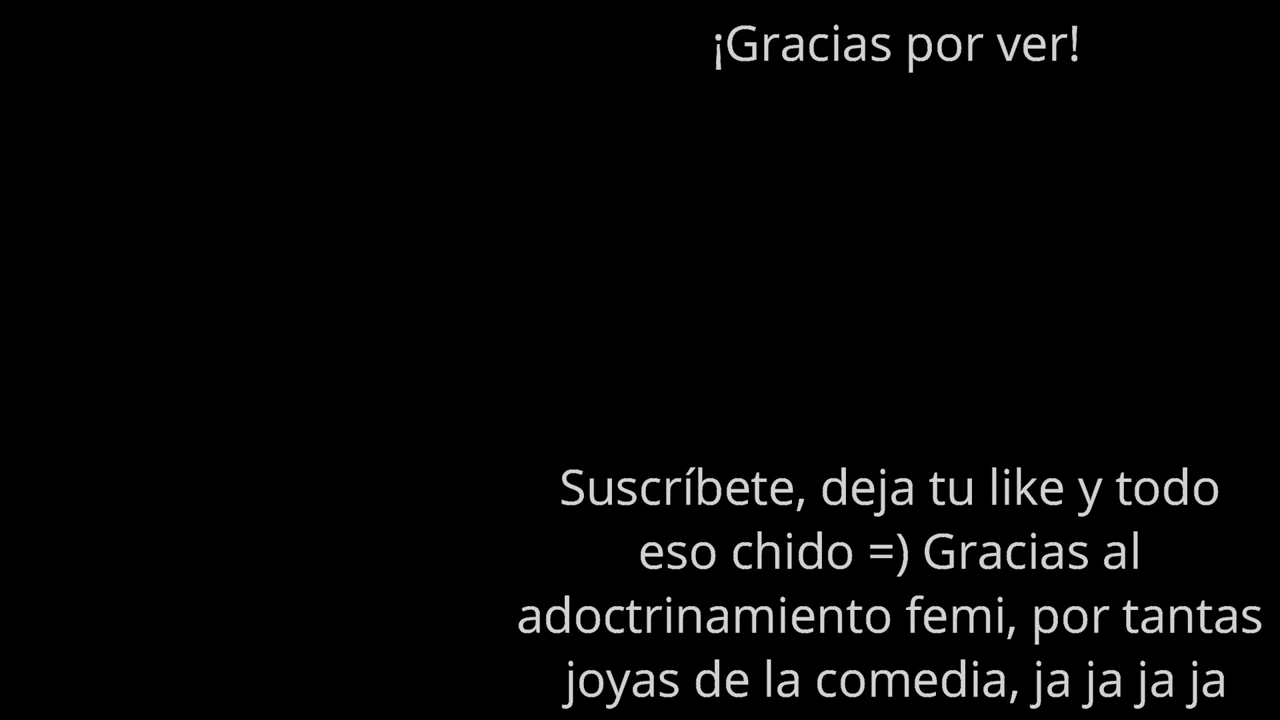 ¡Gracias por ver!
Suscríbete, deja tu like y todo
eso chido =) Gracias al
adoctrinamiento femi, por tantas
joyas de la comedia, ja ja ja ja